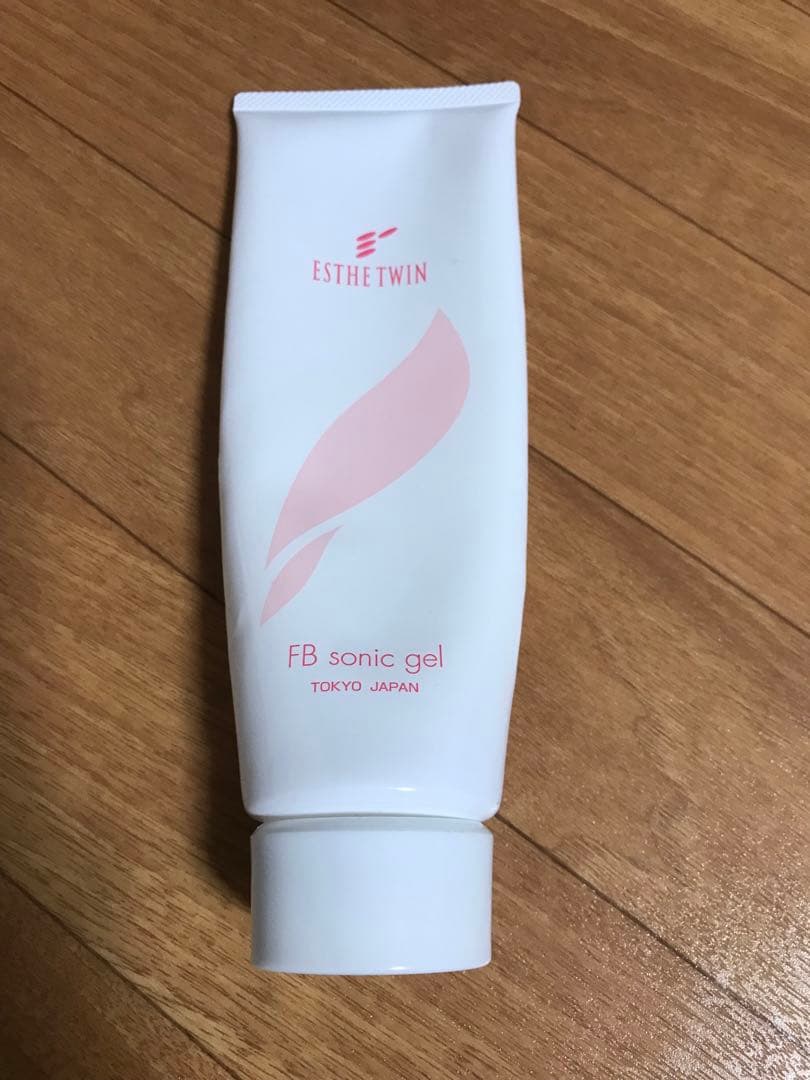 ESTHE TWIN
FB sonic gel
TOKYO JAPAN